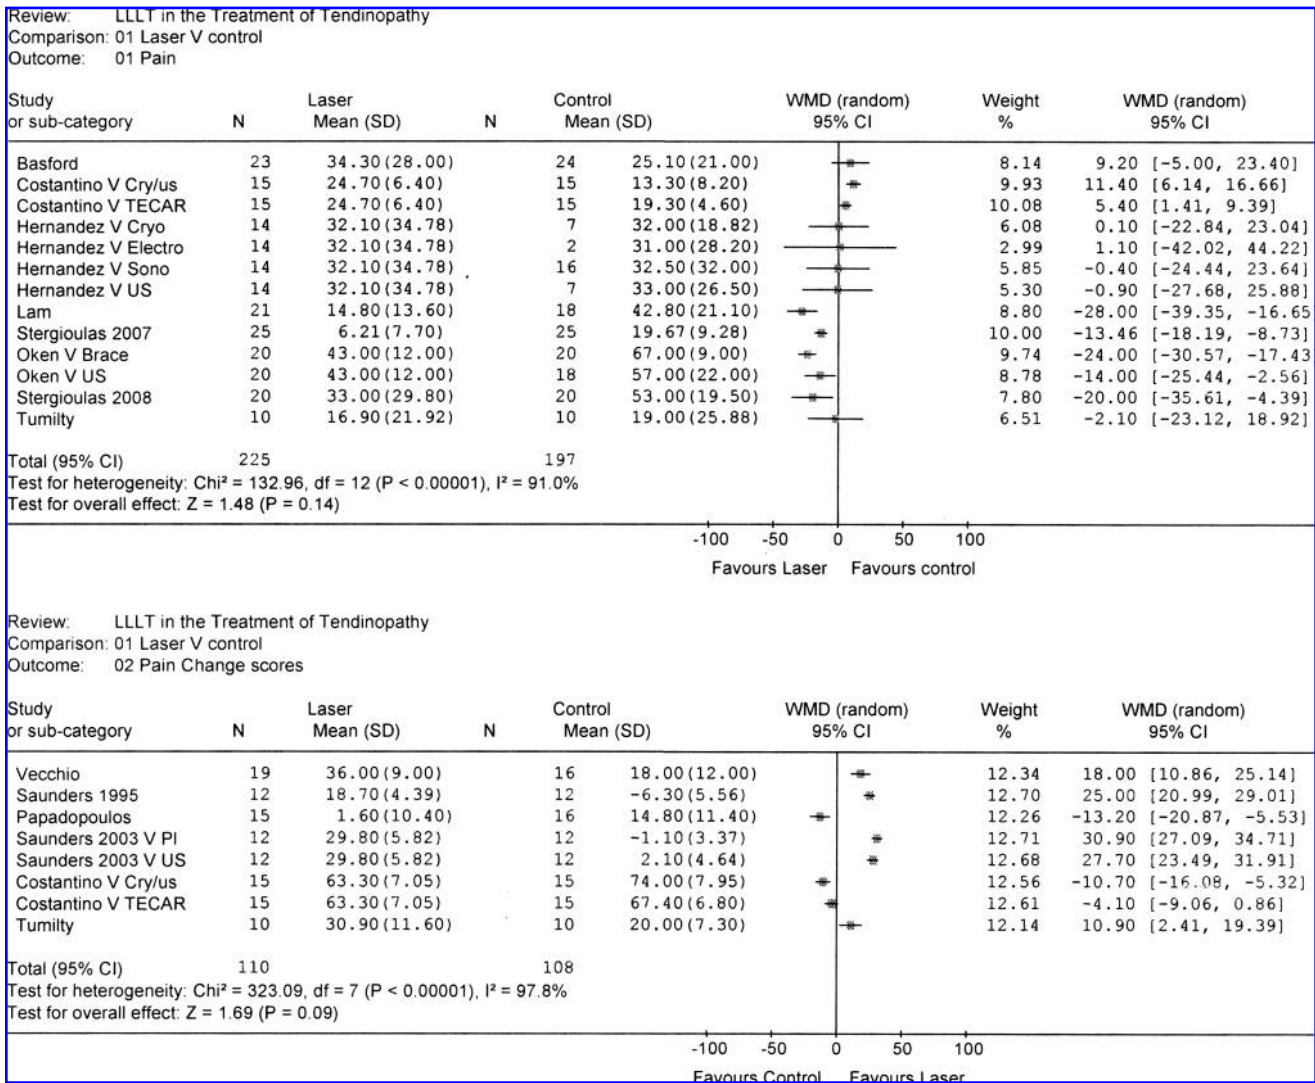 Review: LLLT in the Treatment of Tendinopathy
Comparison: 01 Laser V control
Outcome: 01 Pain
Study Laser Control WMD (random) Weight WMD (random)
or sub-category N Mean (SD) N Mean (SD) 95% CI % 95% CI
Basford 23 34.30(28.00) 24 25.10(21.00) 8.14 9.20 [-5.00, 23.40]
Costantino V Cry/us 15 24.70(6.40) 15 13.30(8.20) 9.93 11.40 [6.14, 16.66]
Costantino V TECAR 15 24.70(6.40) 15 19.30(4.60) 10.08 5.40 [1.41, 9.39]
Hernandez V Cryo 14 32.10(34.78) 7 32.00(18.82) 6.08 0.10 [-22.84, 23.04]
Hernandez V Electro 14 32.10(34.78) 2 31.00(28.20) 2.99 1.10 [-42.02, 44.22]
Hernandez V Sono 14 32.10(34.78) 16 32.50(32.00) 5.85 -0.40 [-24.44, 23.64]
Hernandez V US 14 32.10(34.78) 7 33.00(26.50) 5.30 -0.90 [-27.68, 25.88]
Lam 21 14.80(13.60) 18 42.80(21.10) 8.80 -28.00 [-39.35, -16.65
Stergioulas 2007 25 6.21(7.70) 25 19.67(9.28) 10.00 -13.46 [-18.19, -8.73]
Oken V Brace 20 43.00(12.00) 20 67.00(9.00) 9.74 -24.00 [-30.57, -17.43
Oken V US 20 43.00(12.00) 18 57.00(22.00) 8.78 -14.00 [-25.44, -2.56]
Stergioulas 2008 20 33.00(29.80) 20 53.00(19.50) 7.80 -20.00 [-35.61, -4.39]
Tumilty 10 16.90(21.92) 10 19.00(25.88) 6.51 -2.10 [-23.12, 18.92]
Total (95% CI) 225 197
Test for heterogeneity: Chi² = 132.96, df = 12 (P < 0.00001), I² = 91.0%
Test for overall effect: Z = 1.48 (P = 0.14)
-100 -50 0 50 100
Favours Laser Favours control
Review: LLLT in the Treatment of Tendinopathy
Comparison: 01 Laser V control
Outcome: 02 Pain Change scores
Study Laser Control WMD (random) Weight WMD (random)
or sub-category N Mean (SD) N Mean (SD) 95% CI % 95% CI
Vecchio 19 36.00(9.00) 16 18.00(12.00) 12.34 18.00 [10.86, 25.14]
Saunders 1995 12 18.70(4.39) 12 -6.30(5.56) 12.70 25.00 [20.99, 29.01]
Papadopoulos 15 1.60(10.40) 16 14.80(11.40) 12.26 -13.20 [-20.87, -5.53]
Saunders 2003 V Pl 12 29.80(5.82) 12 -1.10(3.37) 12.71 30.90 [27.09, 34.71]
Saunders 2003 V US 12 29.80(5.82) 12 2.10(4.64) 12.68 27.70 [23.49, 31.91]
Costantino V Cry/us 15 63.30(7.05) 15 74.00(7.95) 12.56 -10.70 [-16.08, -5.32]
Costantino V TECAR 15 63.30(7.05) 15 67.40(6.80) 12.61 -4.10 [-9.06, 0.86]
Tumilty 10 30.90(11.60) 10 20.00(7.30) 12.14 10.90 [2.41, 19.39]
Total (95% CI) 110 108
Test for heterogeneity: Chi² = 323.09, df = 7 (P < 0.00001), I² = 97.8%
Test for overall effect: Z = 1.69 (P = 0.09)
-100 -50 0 50 100
Favours Control Favours Laser